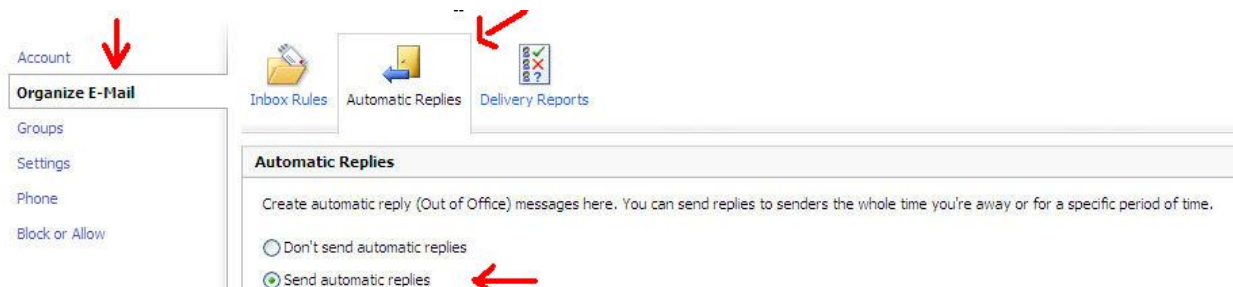 --
Account
Organize E-Mail
Groups
Settings
Phone
Block or Allow
Inbox Rules
Automatic Replies
Delivery Reports
Automatic Replies
Create automatic reply (Out of Office) messages here. You can send replies to senders the whole time you're away or for a specific period of time.
Don't send automatic replies
Send automatic replies